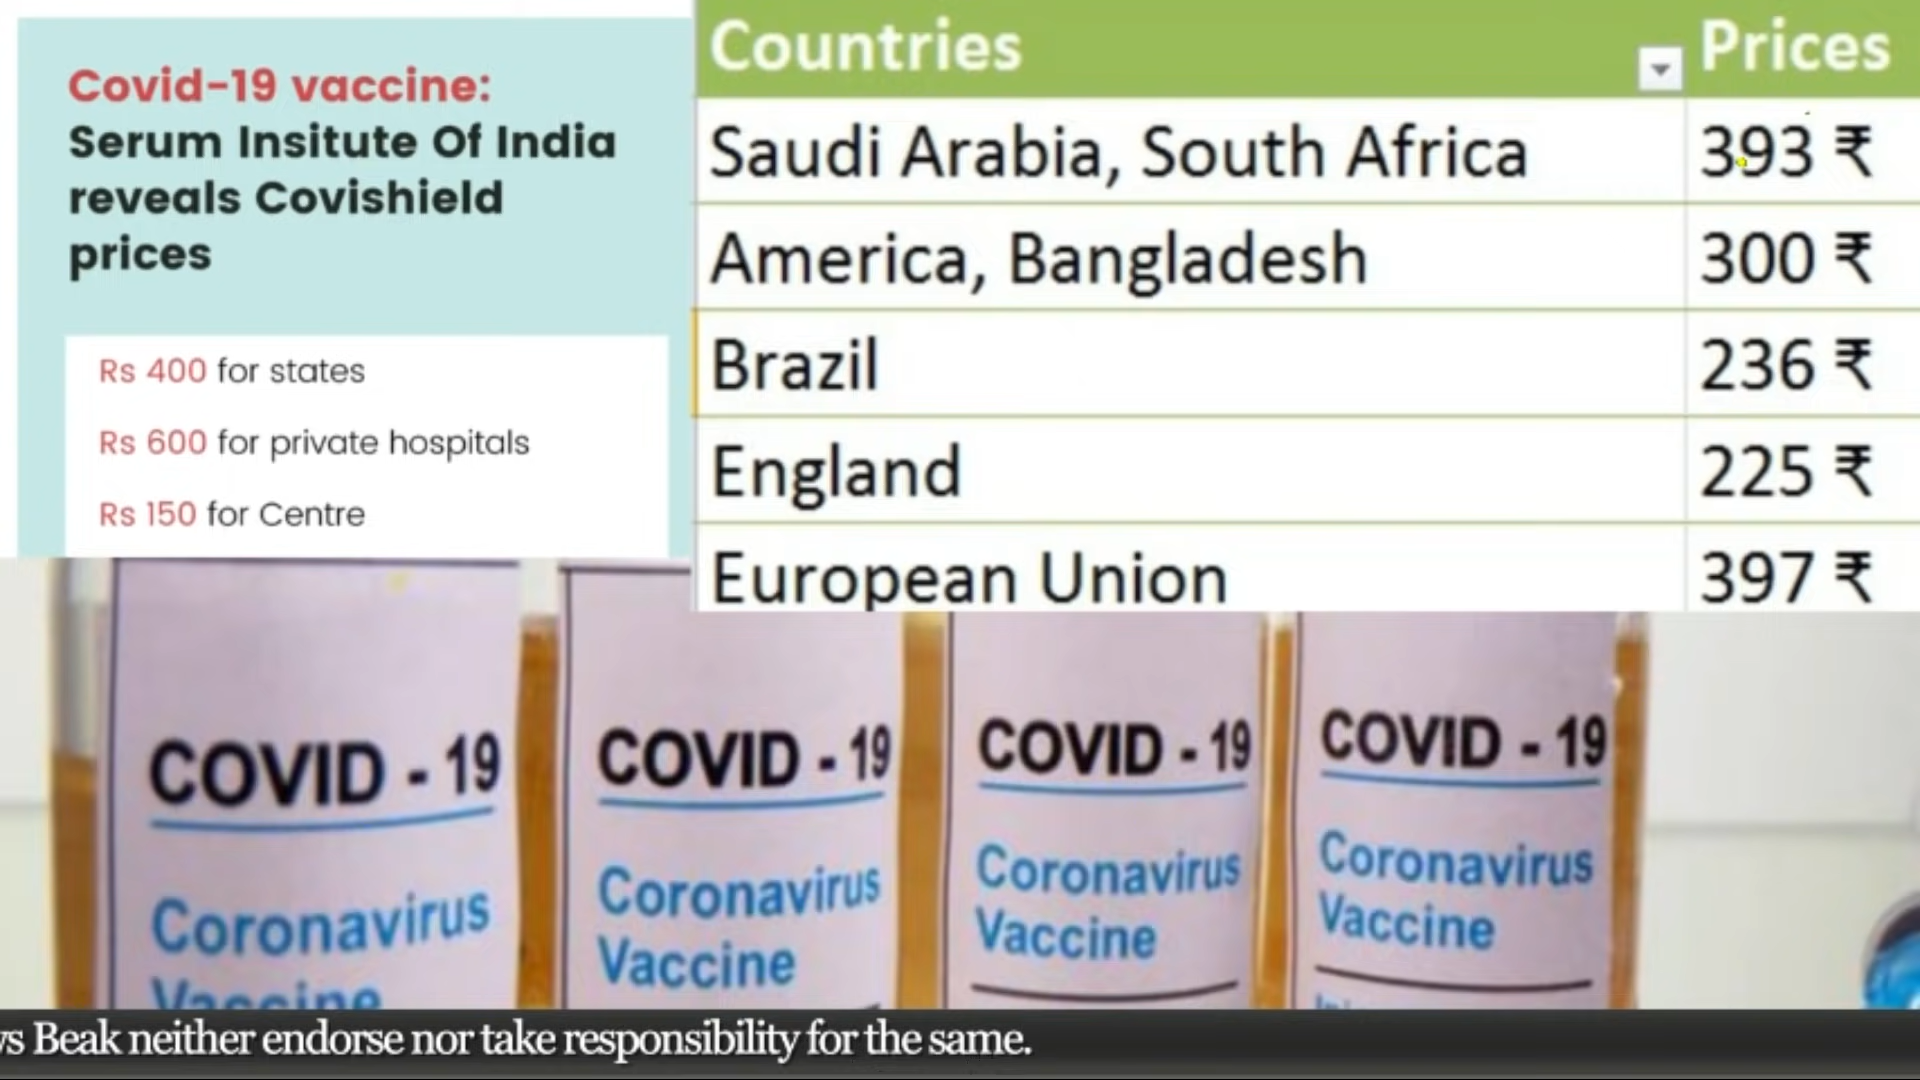 Covid-19 vaccine:
Serum Insitute Of India
reveals Covishield
prices
Rs 400 for states
Rs 600 for private hospitals
Rs 150 for Centre
Countries Prices
Saudi Arabia, South Africa 393 ₹
America, Bangladesh 300 ₹
Brazil 236 ₹
England 225 ₹
European Union 397 ₹
COVID - 19
Coronavirus
Vaccine
COVID - 19
Coronavirus
Vaccine
COVID - 19
Coronavirus
Vaccine
COVID - 19
Coronavirus
Vaccine
Beak neither endorse nor take responsibility for the same.